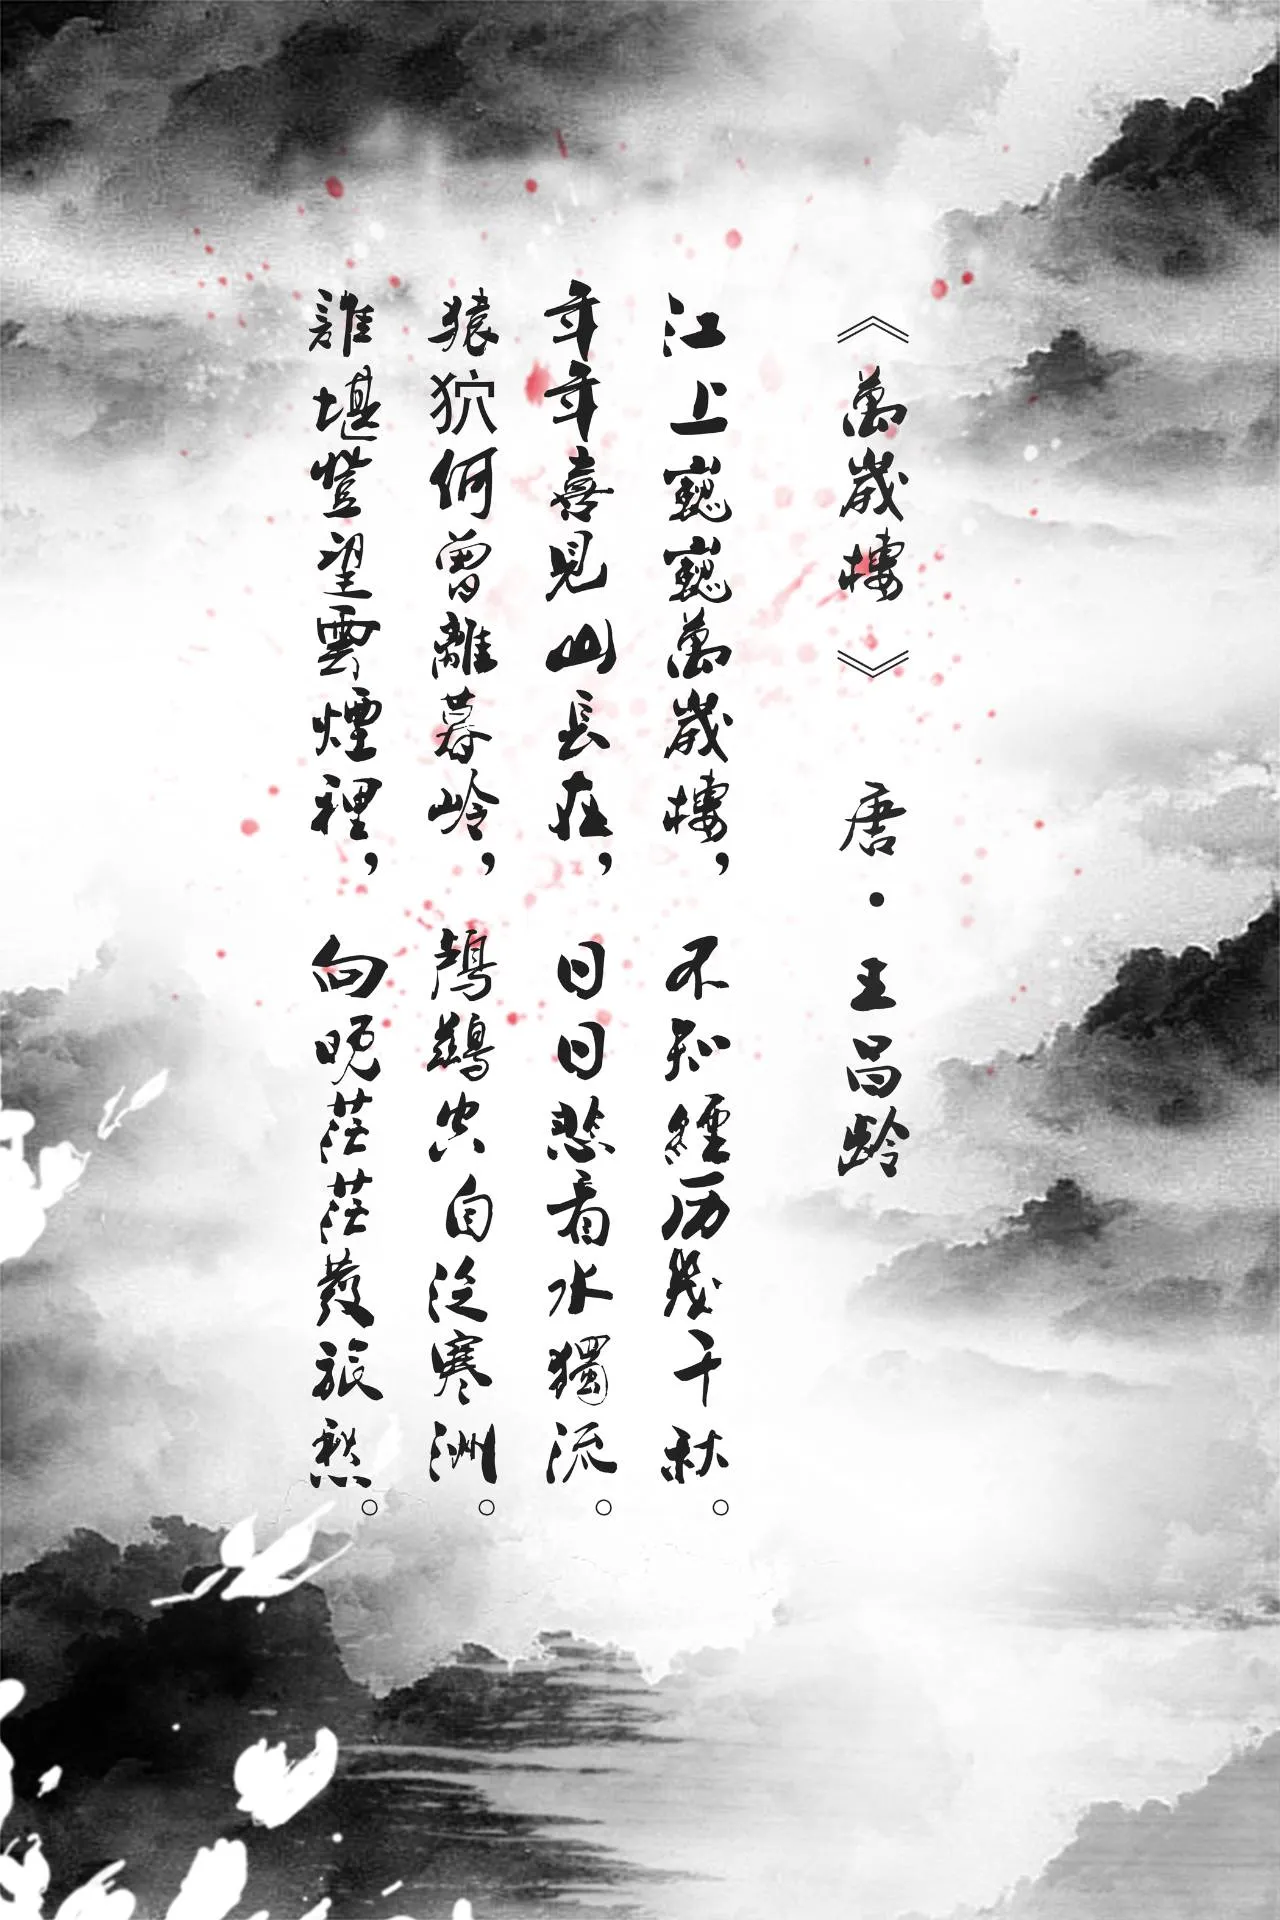 《萬歲樓》 唐·王昌龄
江上巍巍萬歲樓，不知經历幾千秋。
年年喜見山長在，日日悲看水獨流。
猿狖何曾離暮岭，鸕鷀空自泛寒洲。
誰堪登望雲煙裡，向晚茫茫發旅愁。